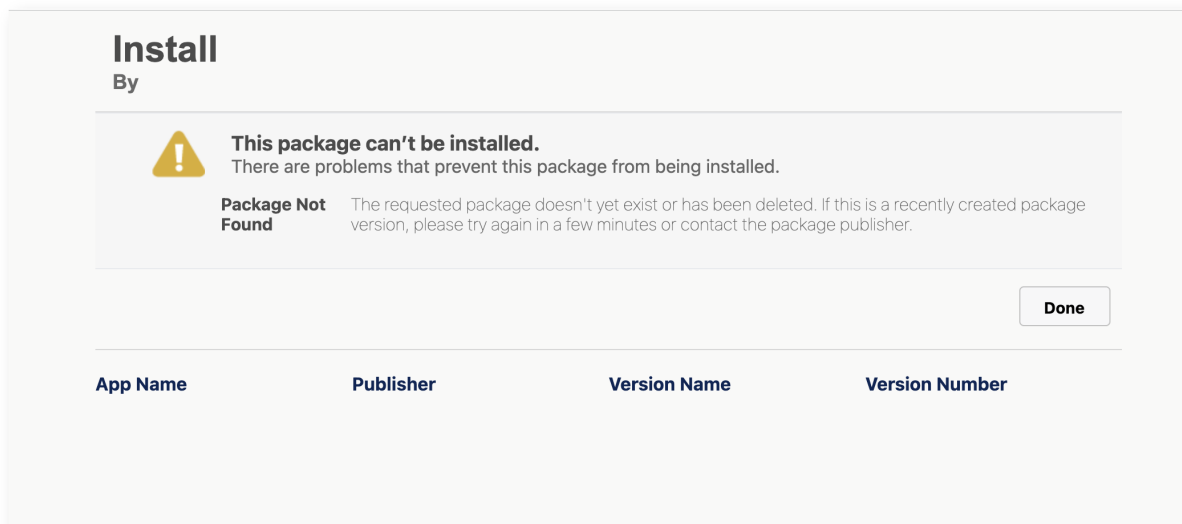 Install
By
This package can’t be installed.
There are problems that prevent this package from being installed.
Package Not Found
The requested package doesn't yet exist or has been deleted. If this is a recently created package
version, please try again in a few minutes or contact the package publisher.
Done
App Name Publisher Version Name Version Number